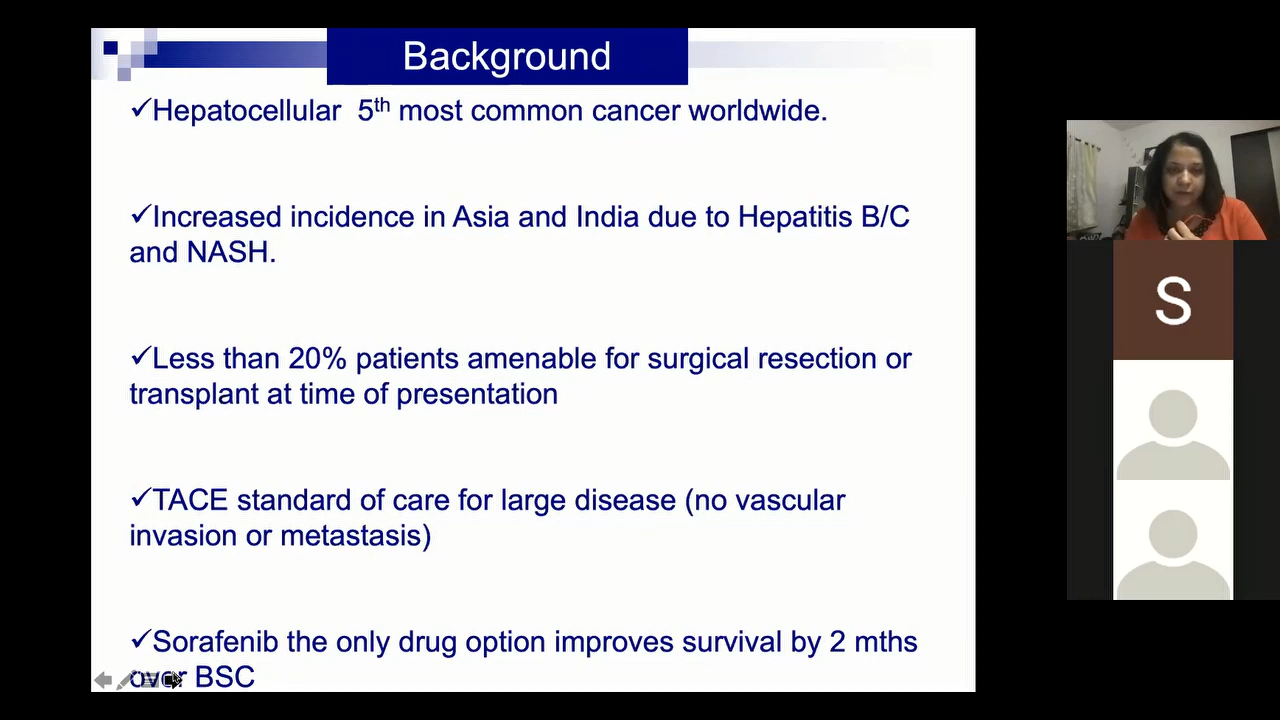 Background
✓Hepatocellular 5th most common cancer worldwide.
✓Increased incidence in Asia and India due to Hepatitis B/C
and NASH.
✓Less than 20% patients amenable for surgical resection or
transplant at time of presentation
✓TACE standard of care for large disease (no vascular
invasion or metastasis)
✓Sorafenib the only drug option improves survival by 2 mths
over BSC
S